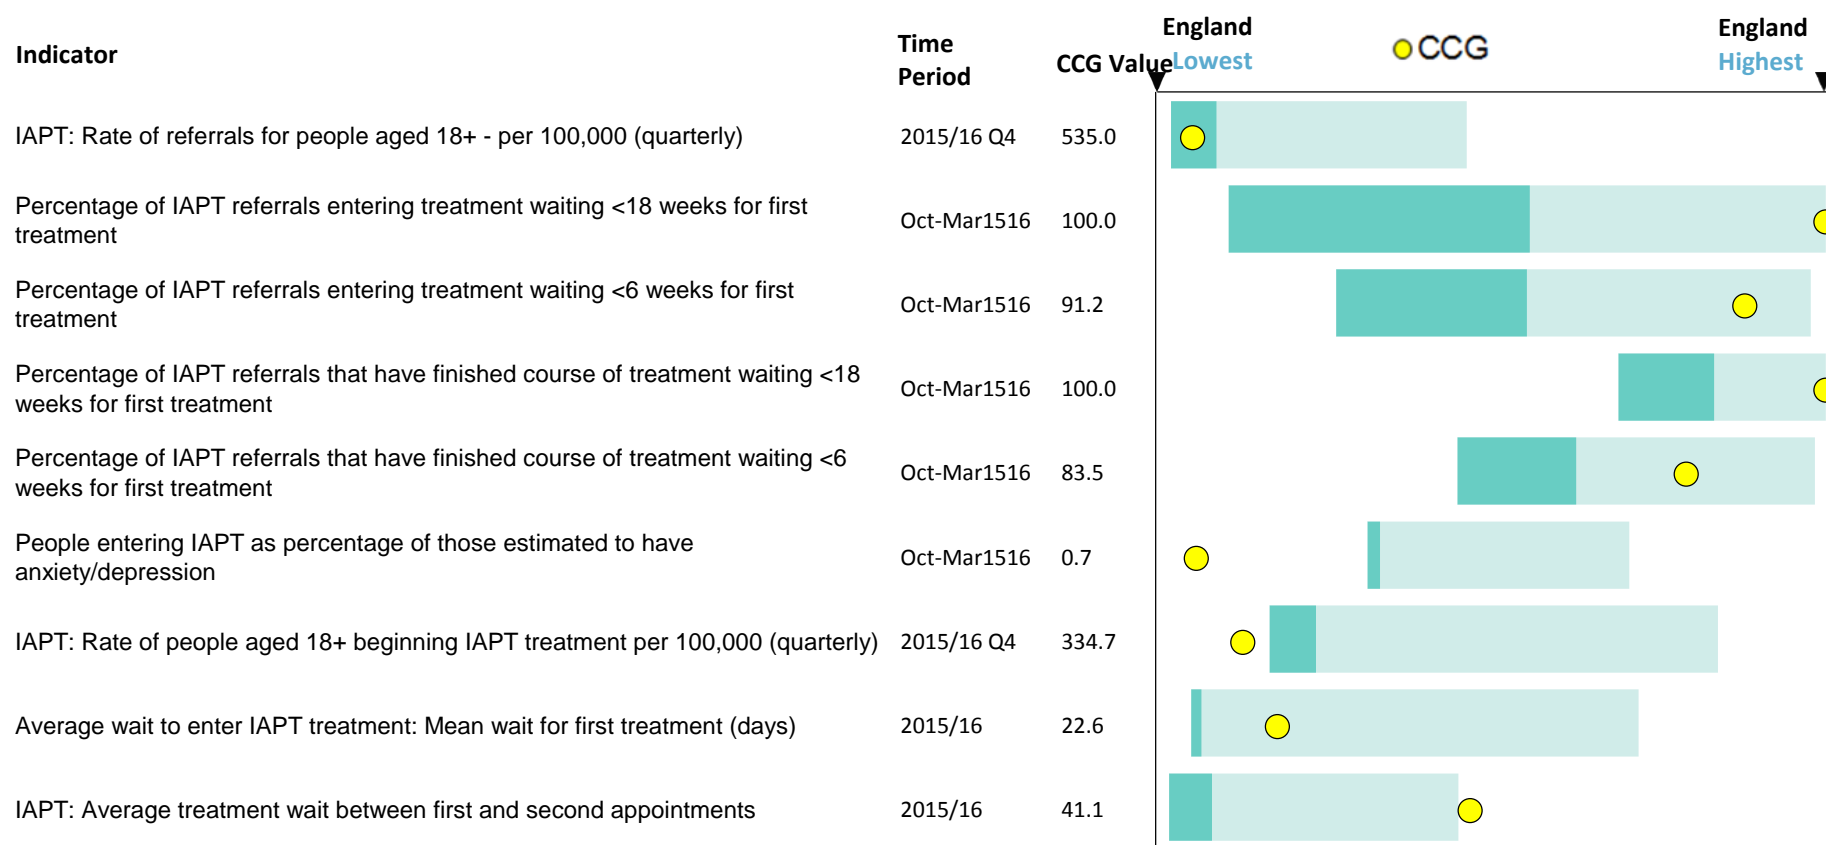 Indicator
Time
Period
CCG Value
England
Lowest
CCG
England
Highest
IAPT: Rate of referrals for people aged 18+ - per 100,000 (quarterly) 2015/16 Q4 535.0
Percentage of IAPT referrals entering treatment waiting <18 weeks for first
treatment
Oct-Mar1516 100.0
Percentage of IAPT referrals entering treatment waiting <6 weeks for first
treatment
Oct-Mar1516 91.2
Percentage of IAPT referrals that have finished course of treatment waiting <18
weeks for first treatment
Oct-Mar1516 100.0
Percentage of IAPT referrals that have finished course of treatment waiting <6
weeks for first treatment
Oct-Mar1516 83.5
People entering IAPT as percentage of those estimated to have
anxiety/depression
Oct-Mar1516 0.7
IAPT: Rate of people aged 18+ beginning IAPT treatment per 100,000 (quarterly) 2015/16 Q4 334.7
Average wait to enter IAPT treatment: Mean wait for first treatment (days) 2015/16 22.6
IAPT: Average treatment wait between first and second appointments 2015/16 41.1